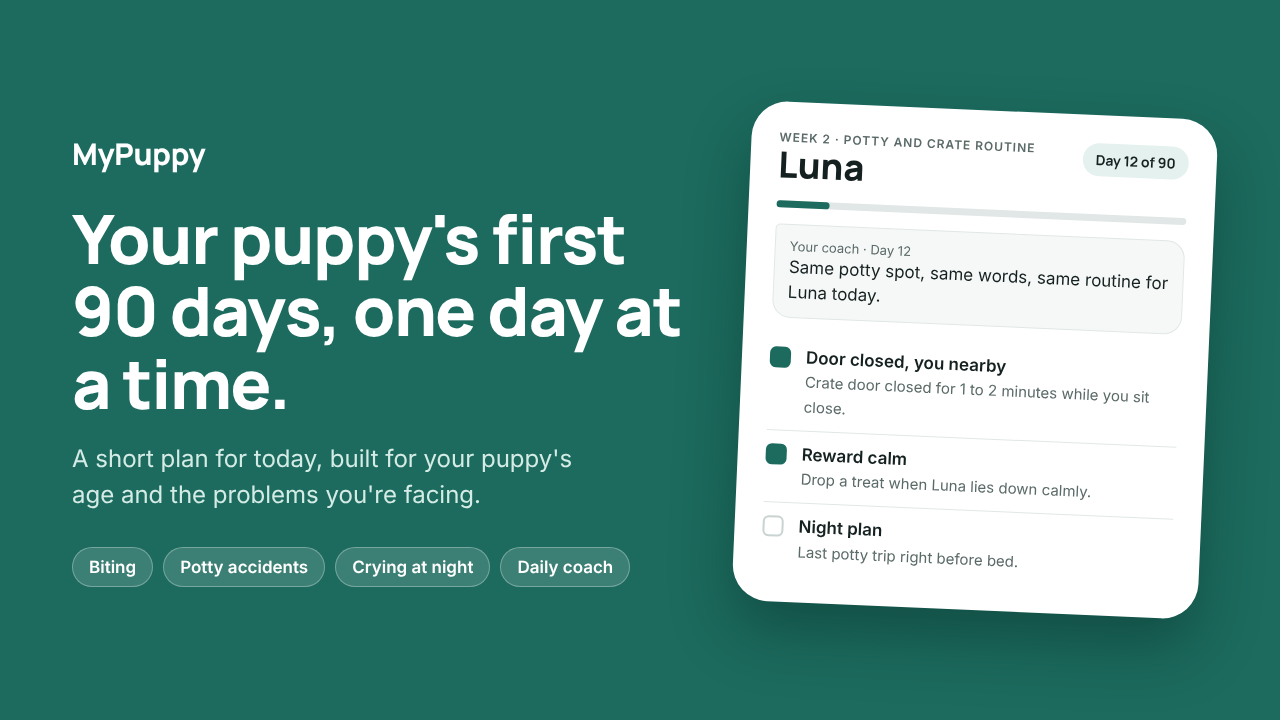 MyPuppy
Your puppy's first
90 days, one day at
a time.
A short plan for today, built for your puppy's
age and the problems you're facing.
Biting
Potty accidents
Crying at night
Daily coach
WEEK 2 · POTTY AND CRATE ROUTINE
Luna
Day 12 of 90
Your coach · Day 12
Same potty spot, same words, same routine for
Luna today.
Door closed, you nearby
Crate door closed for 1 to 2 minutes while you sit
close.
Reward calm
Drop a treat when Luna lies down calmly.
Night plan
Last potty trip right before bed.